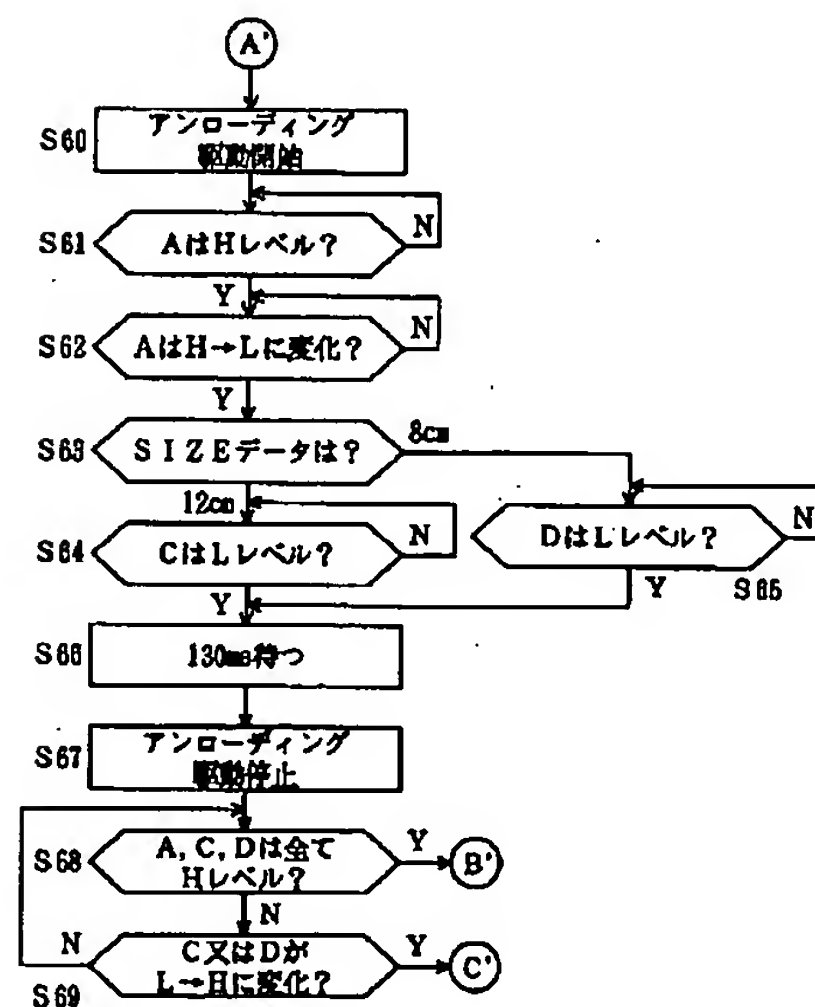 A'
アンローディング
S60
駆動開始
N
S61
AはHレベル?
Y
N
S62
AはH→Lに変化?
Y
8cm
S63
SIZEデータは?
12cm
N
N
S64
CはLレベル?
DはLレベル?
Y
Y
S65
S66
130ms待つ
アンローディング
S67
駆動停止
A, C, Dは全て
Y
S68
Hレベル?
B'
N
N
C又はDが
Y
L→Hに変化?
C'
S69